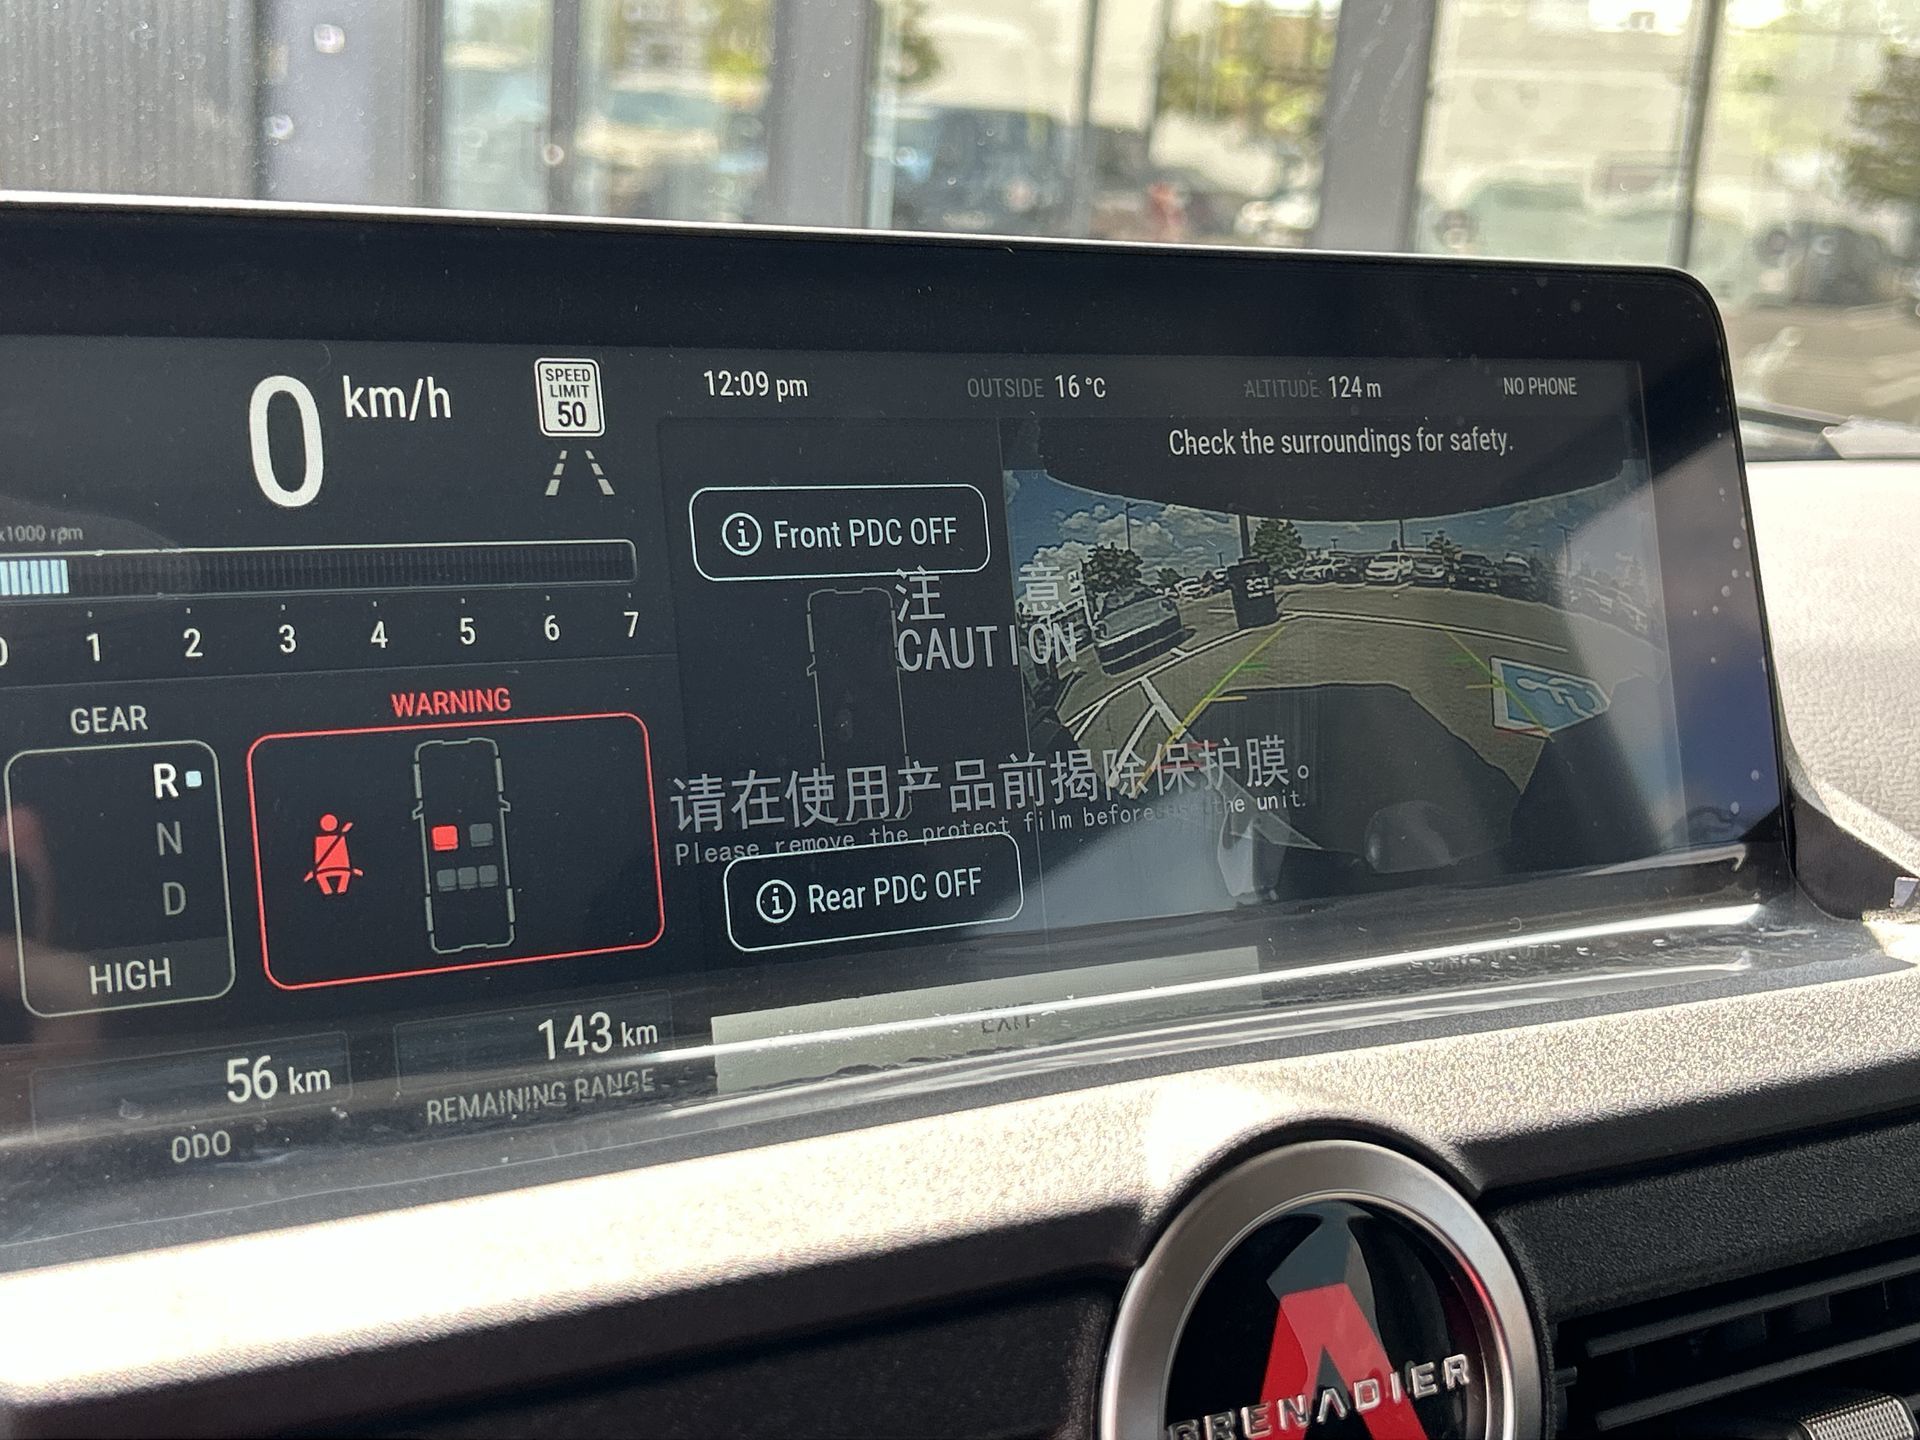 0 km/h
SPEED
LIMIT
50
12:09 pm
OUTSIDE 16 °C
ALTITUDE 124 m
NO PHONE
Check the surroundings for safety.
x1000 rpm
0 1 2 3 4 5 6 7
Front PDC OFF
注 意
CAUTION
请在使用产品前揭除保护膜。
Please remove the protect film before use the unit.
Rear PDC OFF
GEAR
R
N
D
HIGH
WARNING
56 km
ODO
143 km
REMAINING RANGE
EXIT
GRENADIER